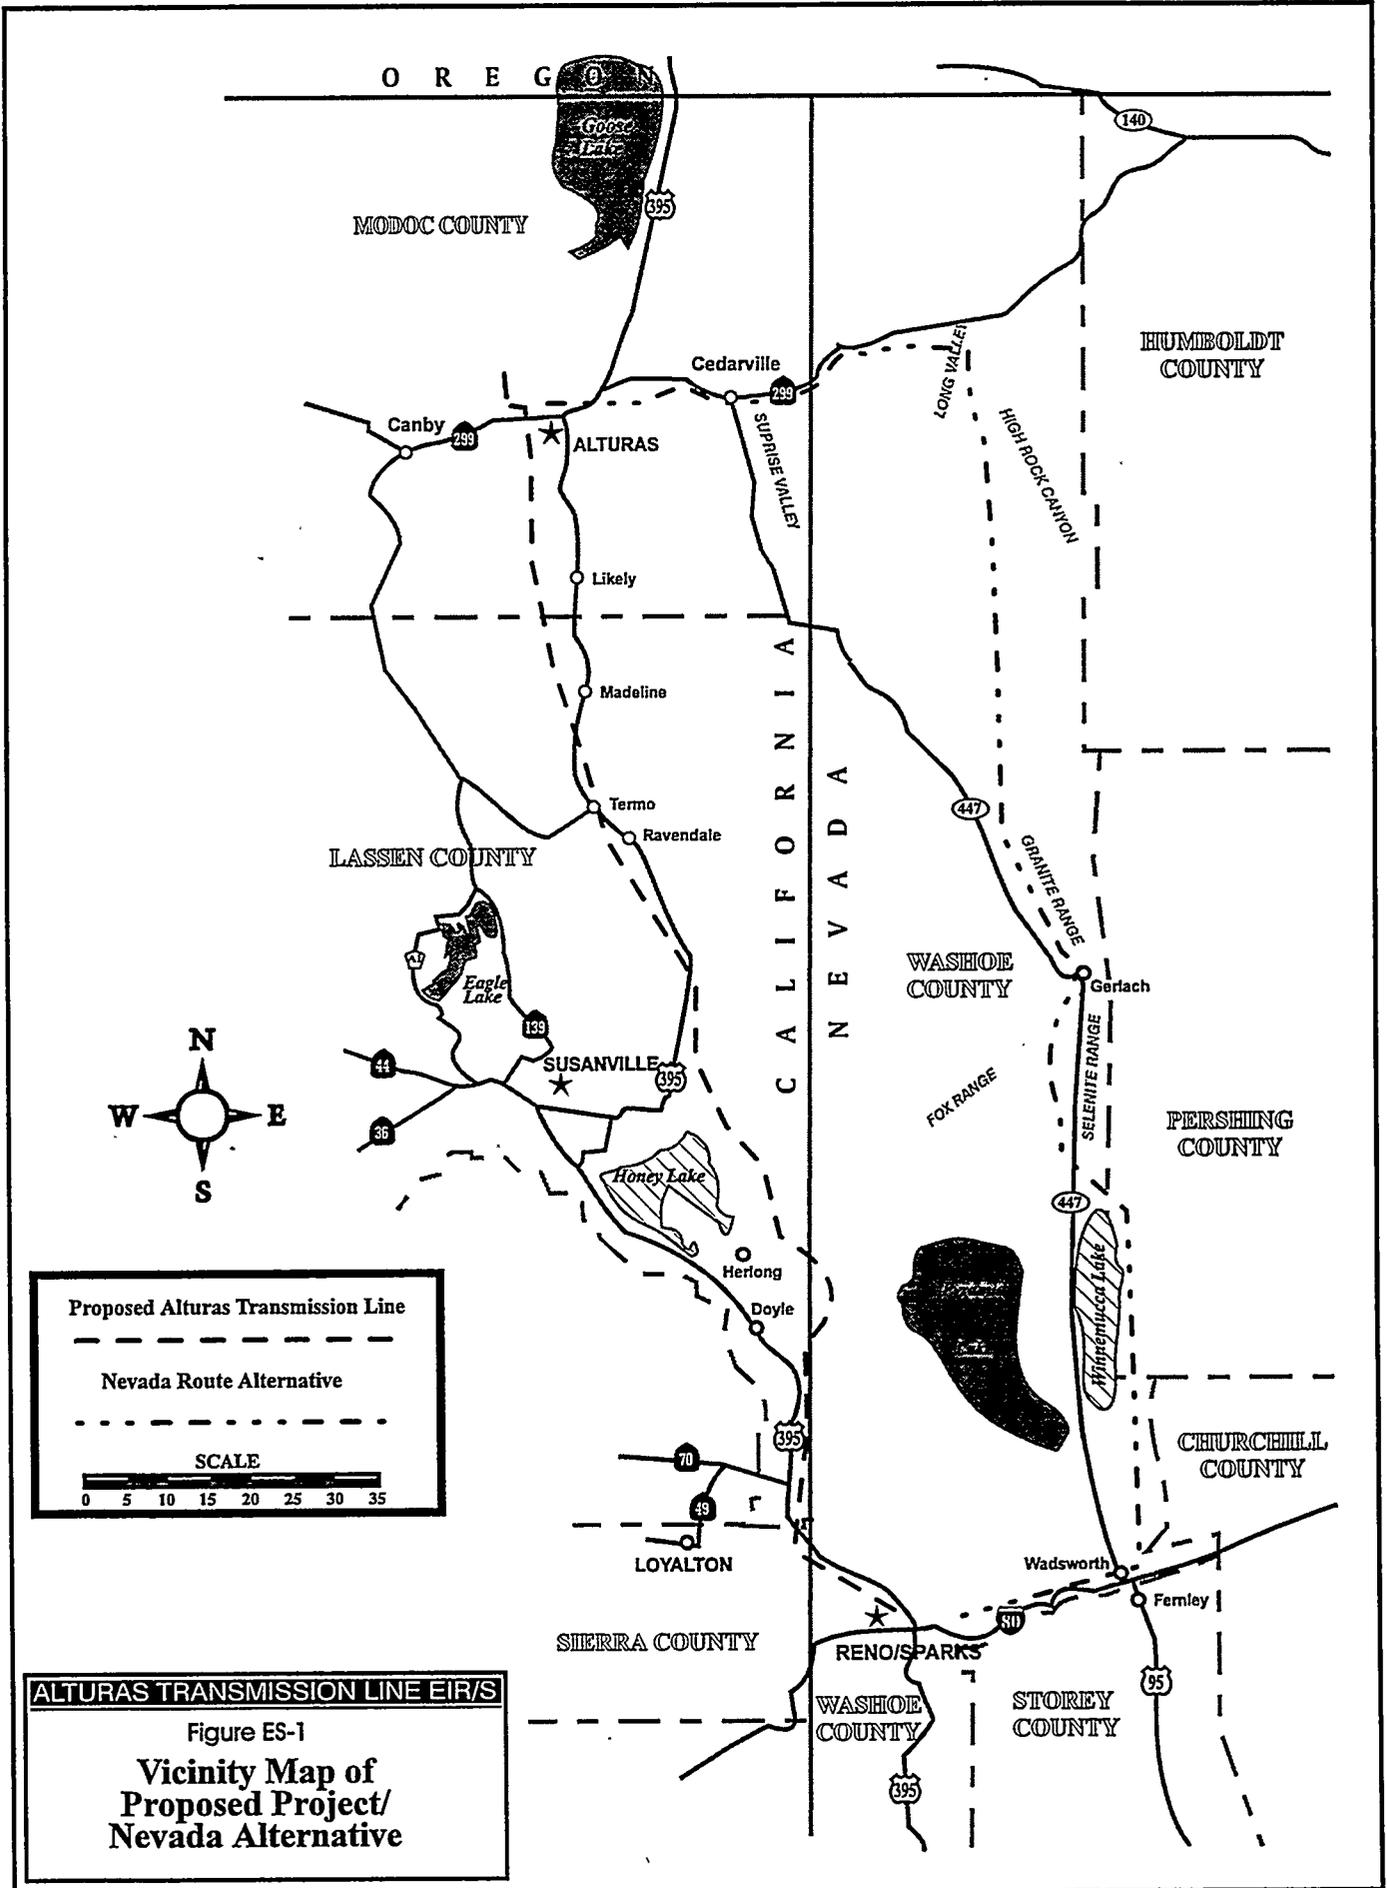 OREGON
Goose
Lake
140
395
MODOC COUNTY
HUMBOLDT
COUNTY
LONG VALLEY
Cedarville
299
Canby
299
ALTURAS
SUPRISE VALLEY
HIGH ROCK CANYON
Likely
Madeline
CALIFORNIA
NEVADA
Termo
447
Ravendale
LASSEN COUNTY
GRANITE RANGE
A1
WASHOE
COUNTY
Gerlach
Eagle
Lake
139
SELENITE RANGE
N
W E
S
44
SUSANVILLE
395
36
FOX RANGE
PERSHING
COUNTY
Honey Lake
447
Herlong
Winnemucca Lake
Doyle
Proposed Alturas Transmission Line
Nevada Route Alternative
SCALE
0 5 10 15 20 25 30 35
395
70
49
CHURCHILL
COUNTY
LOYALTON
Wadsworth
Fernley
80
SIERRA COUNTY
RENO/SPARKS
95
WASHOE
COUNTY
STOREY
COUNTY
395
ALTURAS TRANSMISSION LINE EIR/S
Figure ES-1
Vicinity Map of
Proposed Project/
Nevada Alternative